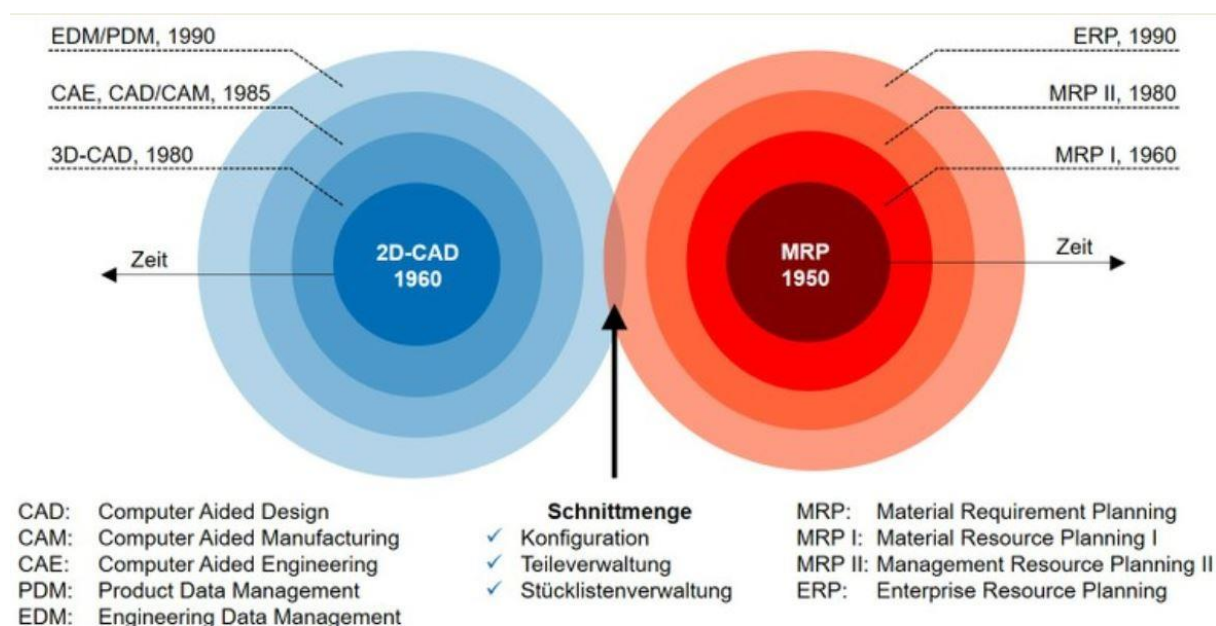 EDM/PDM, 1990
CAE, CAD/CAM, 1985
3D-CAD, 1980
Zeit
2D-CAD
1960
ERP, 1990
MRP II, 1980
MRP I, 1960
MRP
1950
Zeit
CAD: Computer Aided Design
CAM: Computer Aided Manufacturing
CAE: Computer Aided Engineering
PDM: Product Data Management
EDM: Engineering Data Management
Schnittmenge
✓ Konfiguration
✓ Teileverwaltung
✓ Stücklistenverwaltung
MRP: Material Requirement Planning
MRP I: Material Resource Planning I
MRP II: Management Resource Planning II
ERP: Enterprise Resource Planning